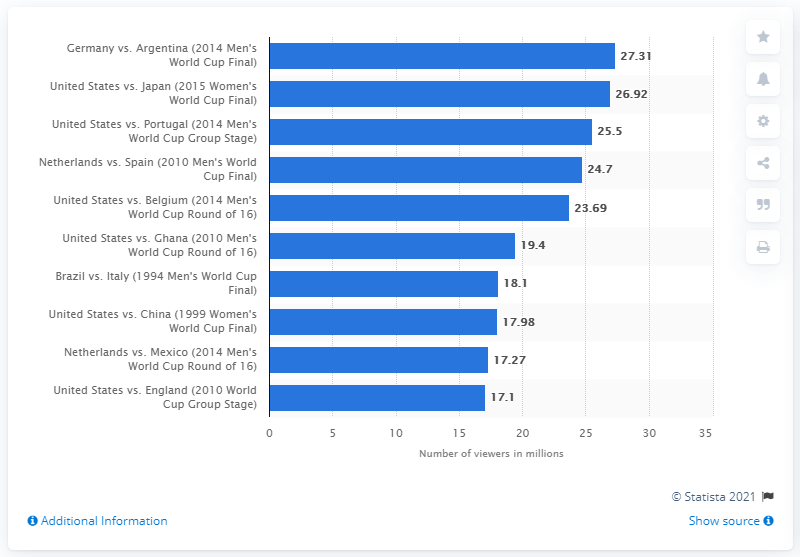 Germany vs. Argentina (2014 Men's
World Cup Final)
27.31
United States vs. Japan (2015 Women's
World Cup Final)
26.92
United States vs. Portugal (2014 Men's
World Cup Group Stage)
25.5
Netherlands vs. Spain (2010 Men's World
Cup Final)
24.7
United States vs. Belgium (2014 Men's
World Cup Round of 16)
23.69
United States vs. Ghana (2010 Men's
World Cup Round of 16)
19.4
Brazil vs. Italy (1994 Men's World Cup
Final)
18.1
United States vs. China (1999 Women's
World Cup Final)
17.98
Netherlands vs. Mexico (2014 Men's
World Cup Round of 16)
17.27
United States vs. England (2010 World
Cup Group Stage)
17.1
0 5 10 15 20 25 30 35
Number of viewers in millions
© Statista 2021
Additional Information
Show source